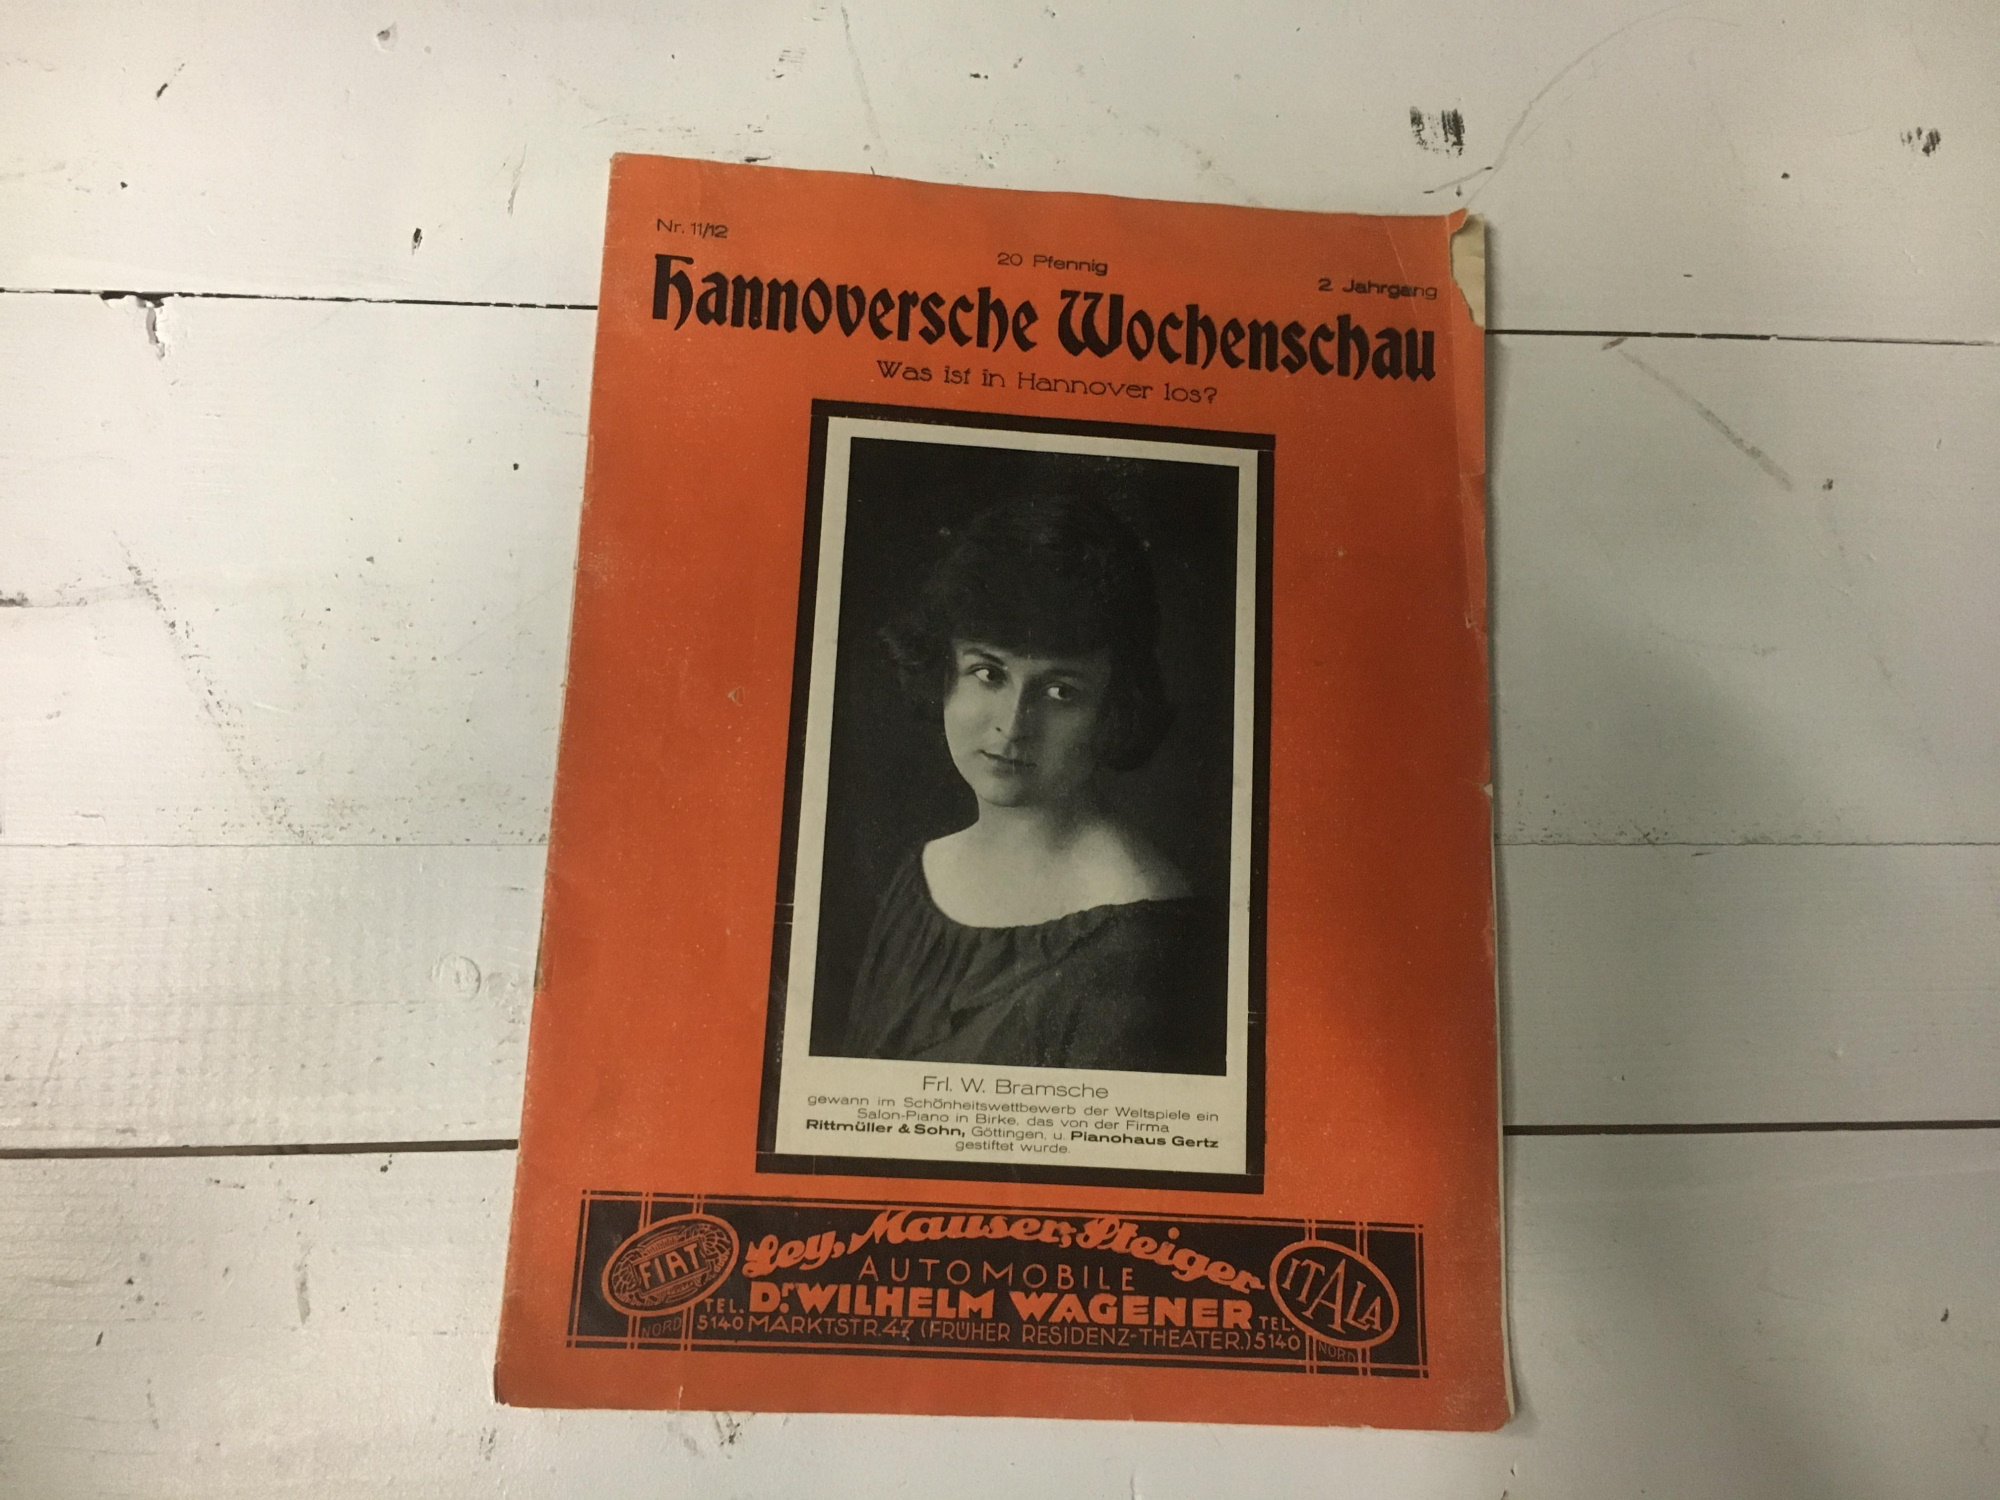 Nr. 11/12
20 Pfennig
2 Jahrgang
Hannoversche Wochenschau
Was ist in Hannover los?
Frl. W. Bramsche
gewann im Schönheitswettbewerb der Weltspiele ein
Salon-Piano in Birke, das von der Firma
Rittmüller & Sohn, Göttingen, u. Pianohaus Gertz
gestiftet wurde.
FIAT
Ley, Mauser, Steiger
ITALA
AUTOMOBILE
TEL. Dr. WILHELM WAGENER TEL.
NORD 5140 MARKTSTR. 47 (FRÜHER RESIDENZ-THEATER.) 5140 NORD